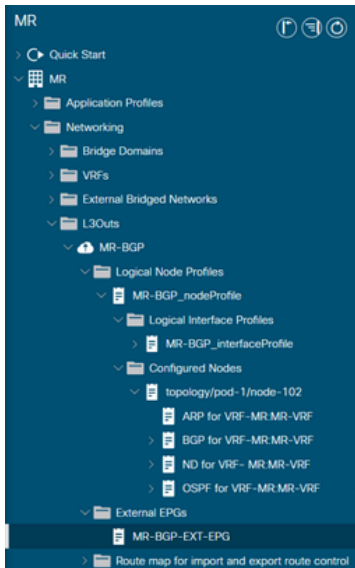 MR
Quick Start
MR
Application Profiles
Networking
Bridge Domains
VRFs
External Bridged Networks
L3Outs
MR-BGP
Logical Node Profiles
MR-BGP_nodeProfile
Logical Interface Profiles
MR-BGP_interfaceProfile
Configured Nodes
topology/pod-1/node-102
ARP for VRF-MR:MR-VRF
BGP for VRF-MR:MR-VRF
ND for VRF- MR:MR-VRF
OSPF for VRF-MR:MR-VRF
External EPGs
MR-BGP-EXT-EPG
Route map for import and export route control